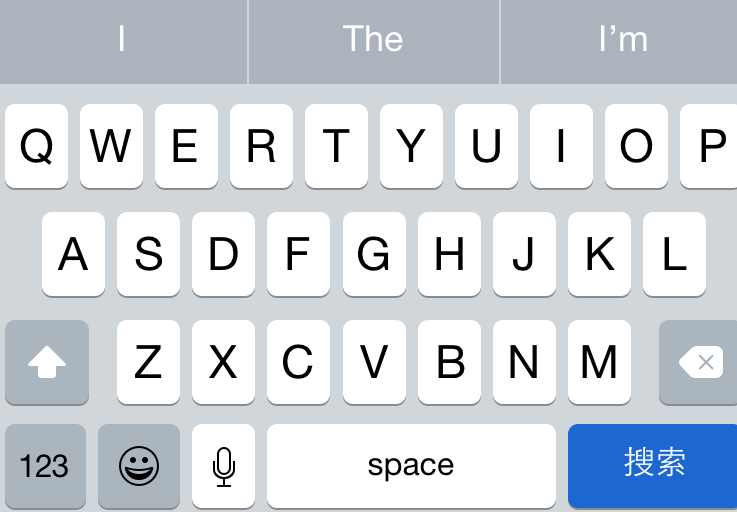 I The I’m
Q W E R T Y U I O P
A S D F G H J K L
Z X C V B N M
123 space 搜索